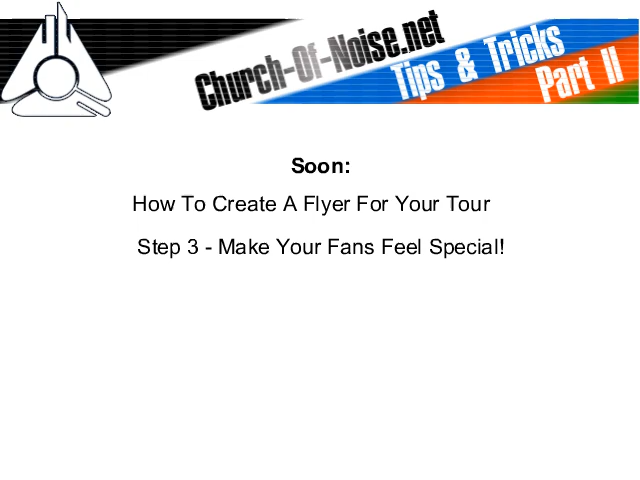 Church-Of-Noise.net
Tips & Tricks
Part II
Soon:
How To Create A Flyer For Your Tour
Step 3 - Make Your Fans Feel Special!